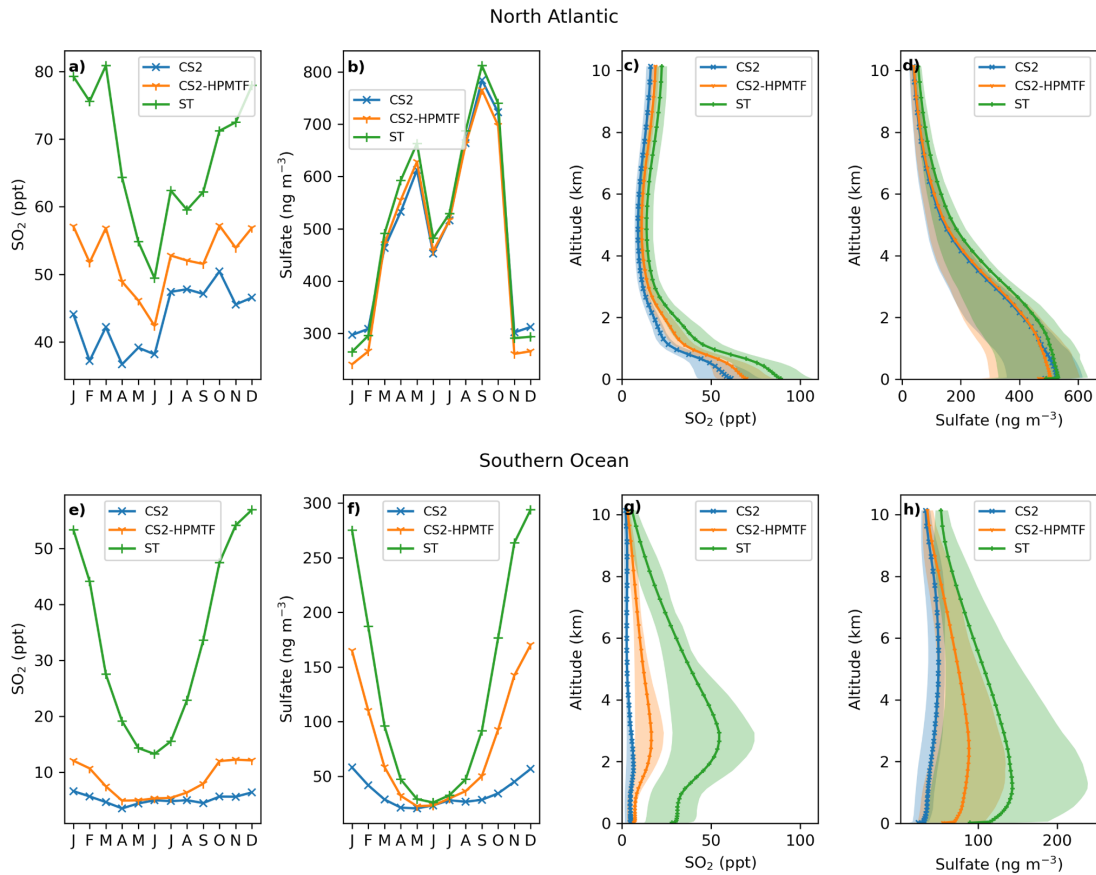 North Atlantic
a)
CS2
CS2-HPMTF
ST
SO₂ (ppt)
80
70
60
50
40
J F M A M J J A S O N D
b)
CS2
CS2-HPMTF
ST
Sulfate (ng m⁻³)
800
700
600
500
400
300
J F M A M J J A S O N D
c)
CS2
CS2-HPMTF
ST
Altitude (km)
10
8
6
4
2
0
0 50 100
SO₂ (ppt)
d)
CS2
CS2-HPMTF
ST
Altitude (km)
10
8
6
4
2
0
0 200 400 600
Sulfate (ng m⁻³)
Southern Ocean
e)
CS2
CS2-HPMTF
ST
SO₂ (ppt)
50
40
30
20
10
J F M A M J J A S O N D
f)
CS2
CS2-HPMTF
ST
Sulfate (ng m⁻³)
300
250
200
150
100
50
J F M A M J J A S O N D
g)
CS2
CS2-HPMTF
ST
Altitude (km)
10
8
6
4
2
0
0 50 100
SO₂ (ppt)
h)
CS2
CS2-HPMTF
ST
Altitude (km)
10
8
6
4
2
0
100 200
Sulfate (ng m⁻³)